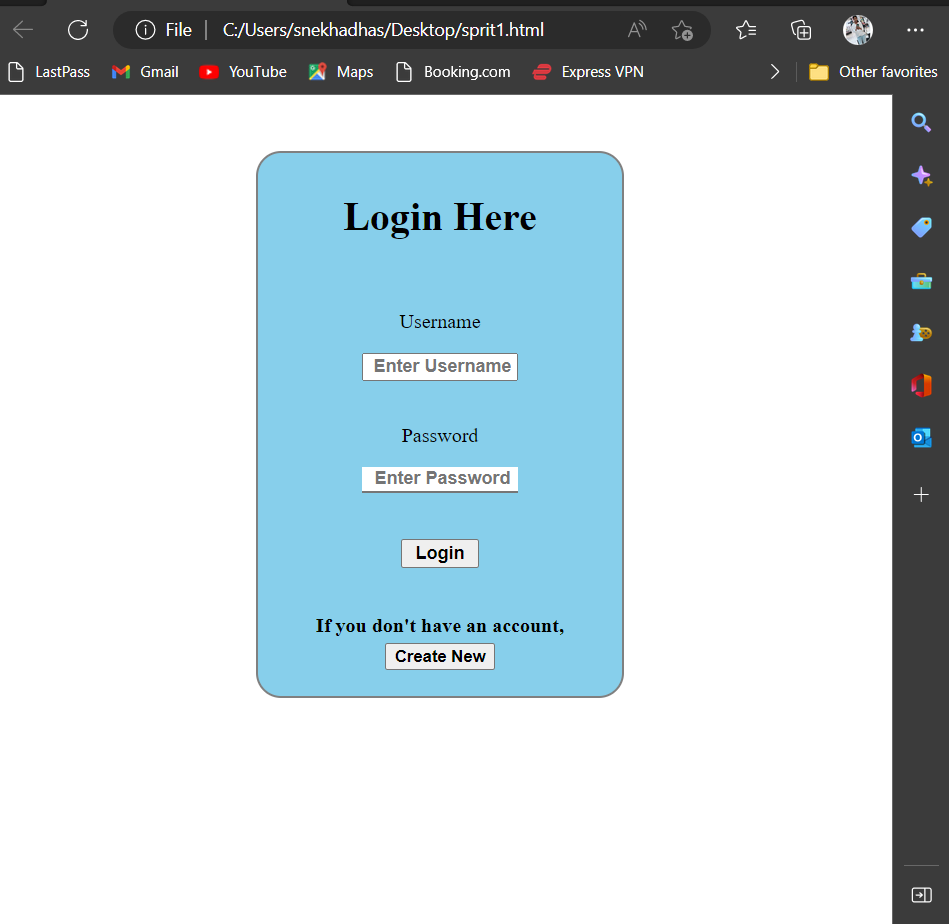 File C:/Users/snekhadhas/Desktop/sprit1.html
LastPass Gmail YouTube Maps Booking.com Express VPN Other favorites
Login Here
Username
Enter Username
Password
Enter Password
Login
If you don't have an account,
Create New